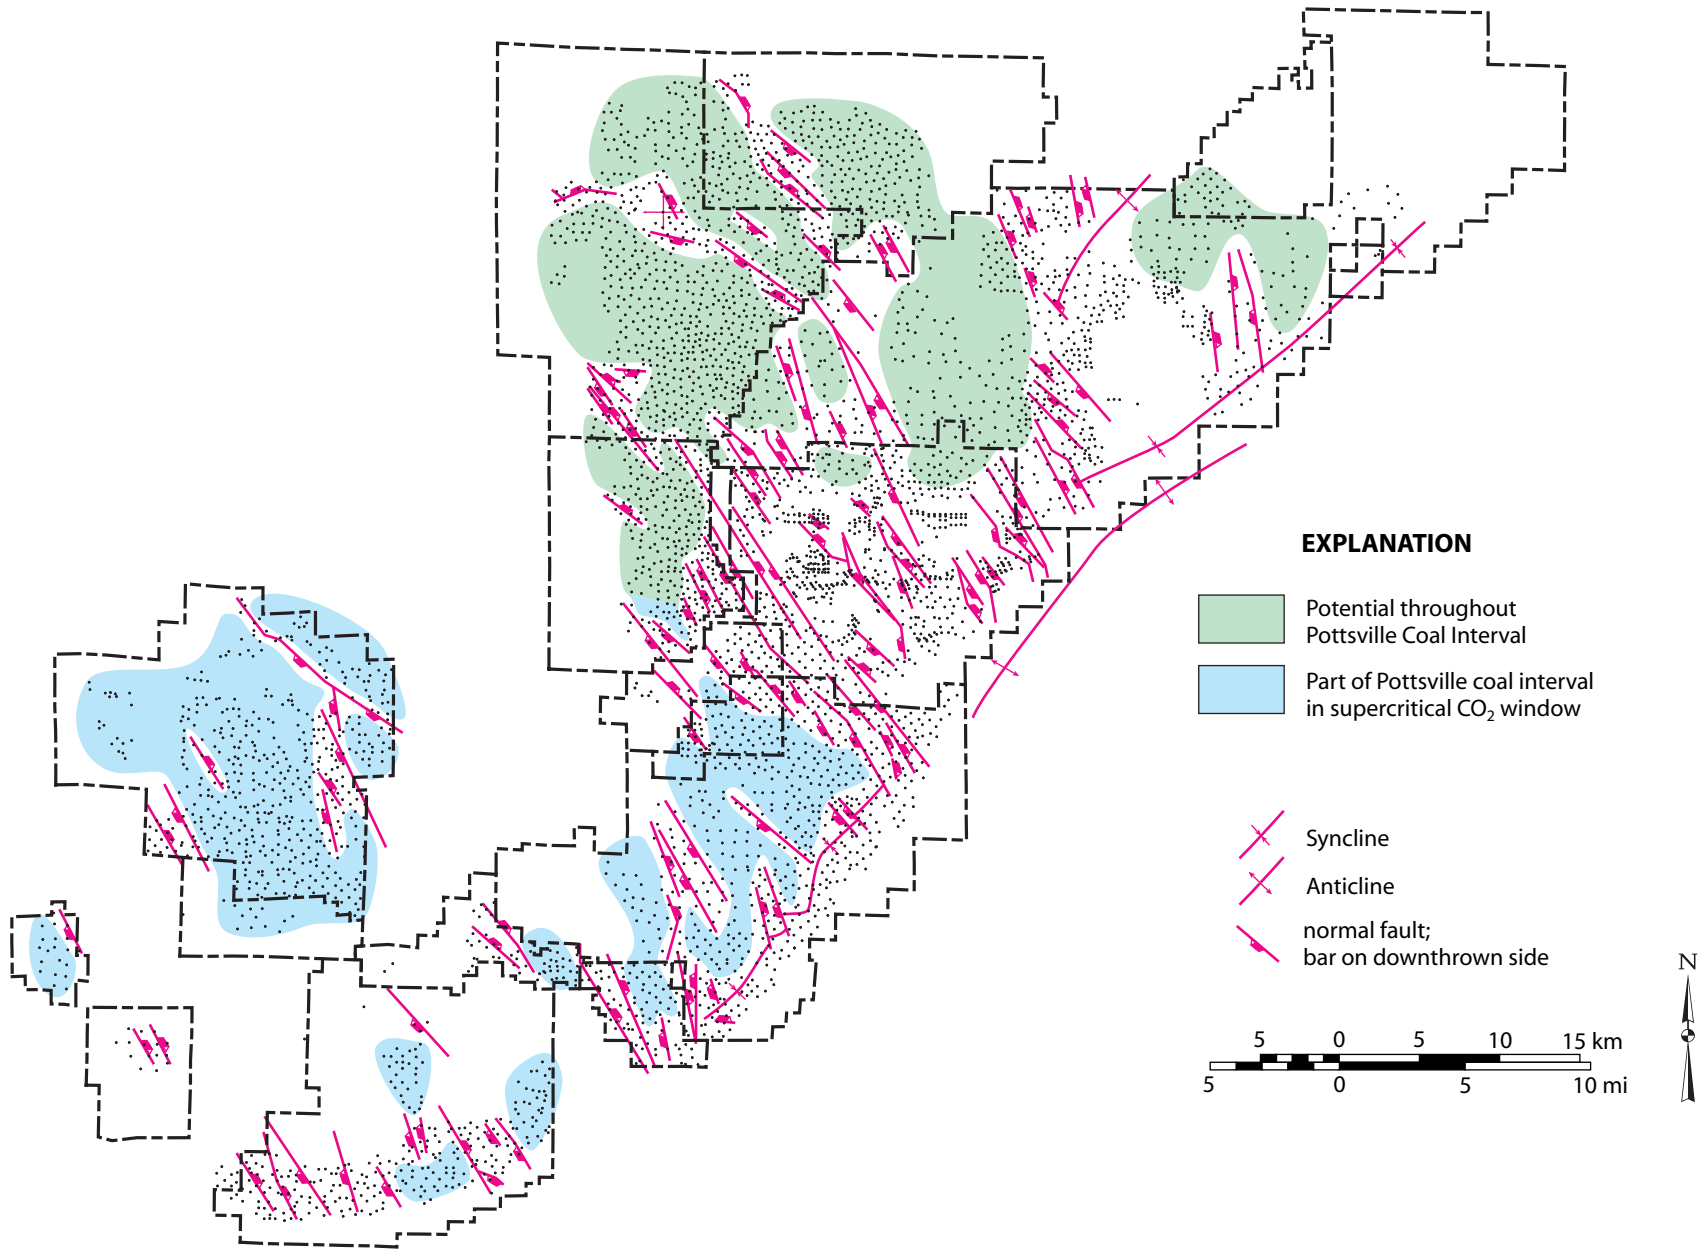 EXPLANATION
Potential throughout
Pottsville Coal Interval
Part of Pottsville coal interval
in supercritical CO₂ window
Syncline
Anticline
normal fault;
bar on downthrown side
N
5 0 5 10 15 km
5 0 5 10 mi